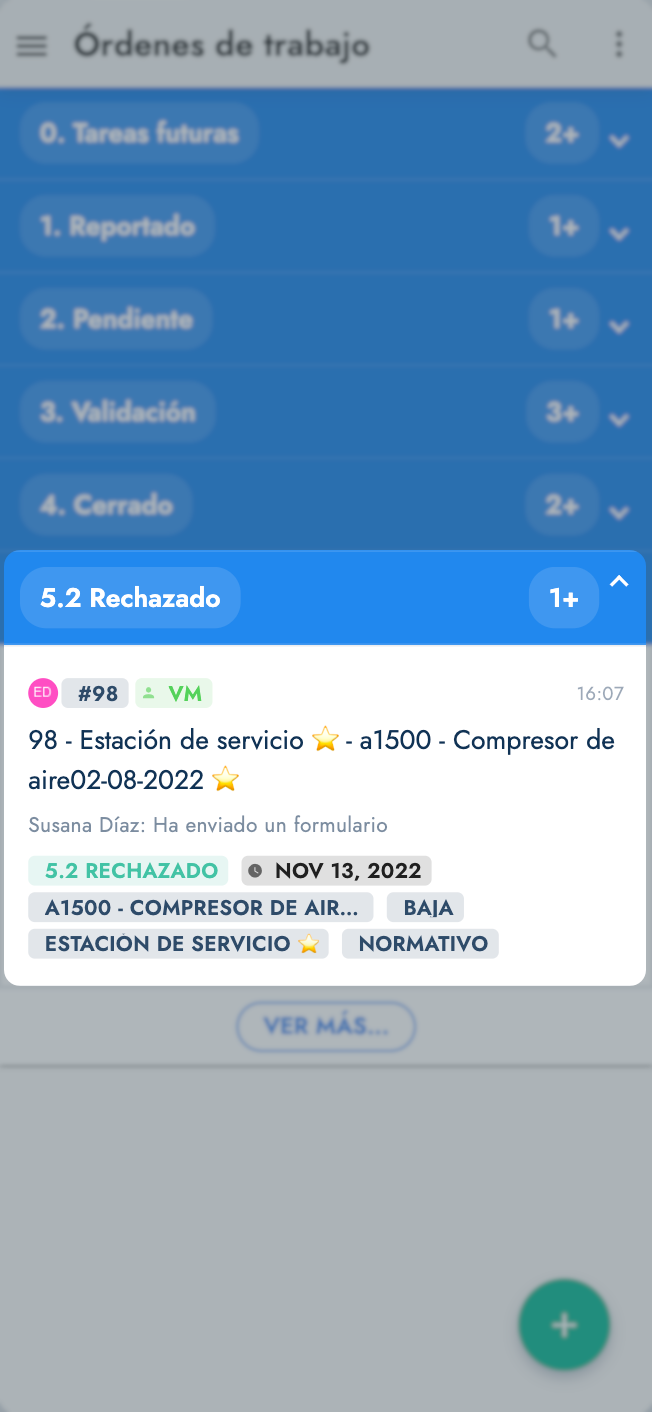 Órdenes de trabajo
0. Tareas futuras 2+
1. Reportado 1+
2. Pendiente 1+
3. Validación 3+
4. Cerrado 2+
5.2 Rechazado 1+
ED #98 VM 16:07
98 - Estación de servicio ⭐ - a1500 - Compresor de
aire02-08-2022 ⭐
Susana Díaz: Ha enviado un formulario
5.2 RECHAZADO NOV 13, 2022
A1500 - COMPRESOR DE AIR... BAJA
ESTACIÓN DE SERVICIO ⭐ NORMATIVO
VER MÁS...